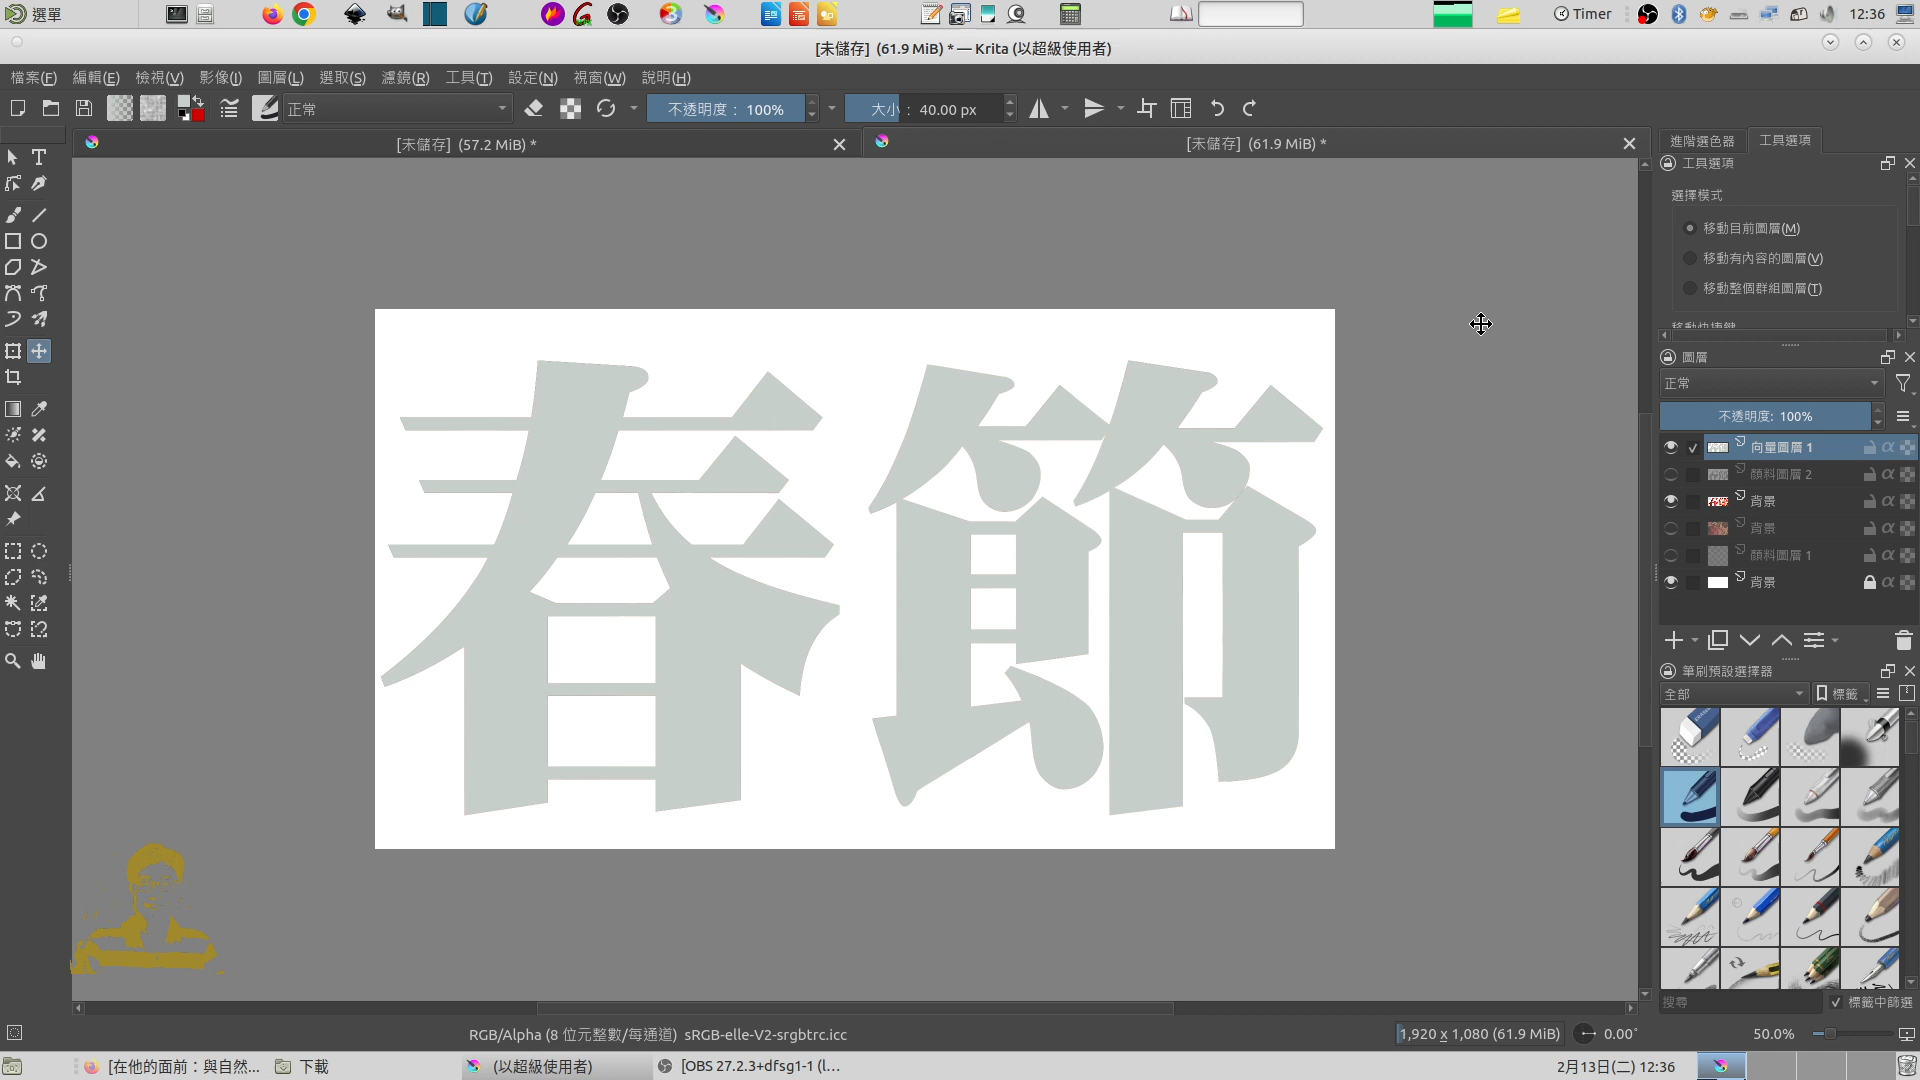 選單
Timer
12:36
[未儲存] (61.9 MiB) * — Krita (以超級使用者)
檔案(F) 編輯(E) 檢視(V) 影像(I) 圖層(L) 選取(S) 濾鏡(R) 工具(T) 設定(N) 視窗(W) 說明(H)
正常
不透明度: 100%
大小: 40.00 px
[未儲存] (57.2 MiB) *
[未儲存] (61.9 MiB) *
進階選色器
工具選項
工具選項
選擇模式
移動目前圖層(M)
移動有內容的圖層(V)
移動整個群組圖層(T)
移動快捷鍵
圖層
正常
不透明度: 100%
向量圖層 1
顏料圖層 2
背景
背景
顏料圖層 1
背景
筆刷預設選擇器
全部
標籤
春節
搜尋
標籤中篩選
RGB/Alpha (8 位元整數/每通道) sRGB-elle-V2-srgbtrc.icc
1,920 x 1,080 (61.9 MiB)
0.00°
50.0%
[在他的面前：與自然...
下載
(以超級使用者)
[OBS 27.2.3+dfsg1-1 (l...
2月13日(二) 12:36